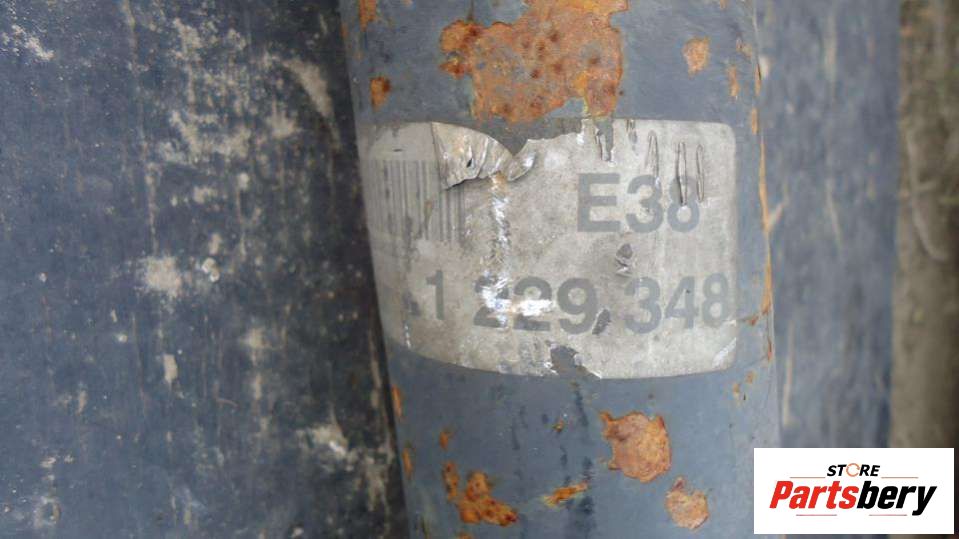 E38
1 229 348
STORE
Partsbery